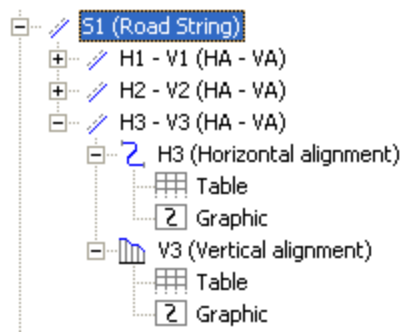 S1 (Road String)
H1 - V1 (HA - VA)
H2 - V2 (HA - VA)
H3 - V3 (HA - VA)
H3 (Horizontal alignment)
Table
Graphic
V3 (Vertical alignment)
Table
Graphic